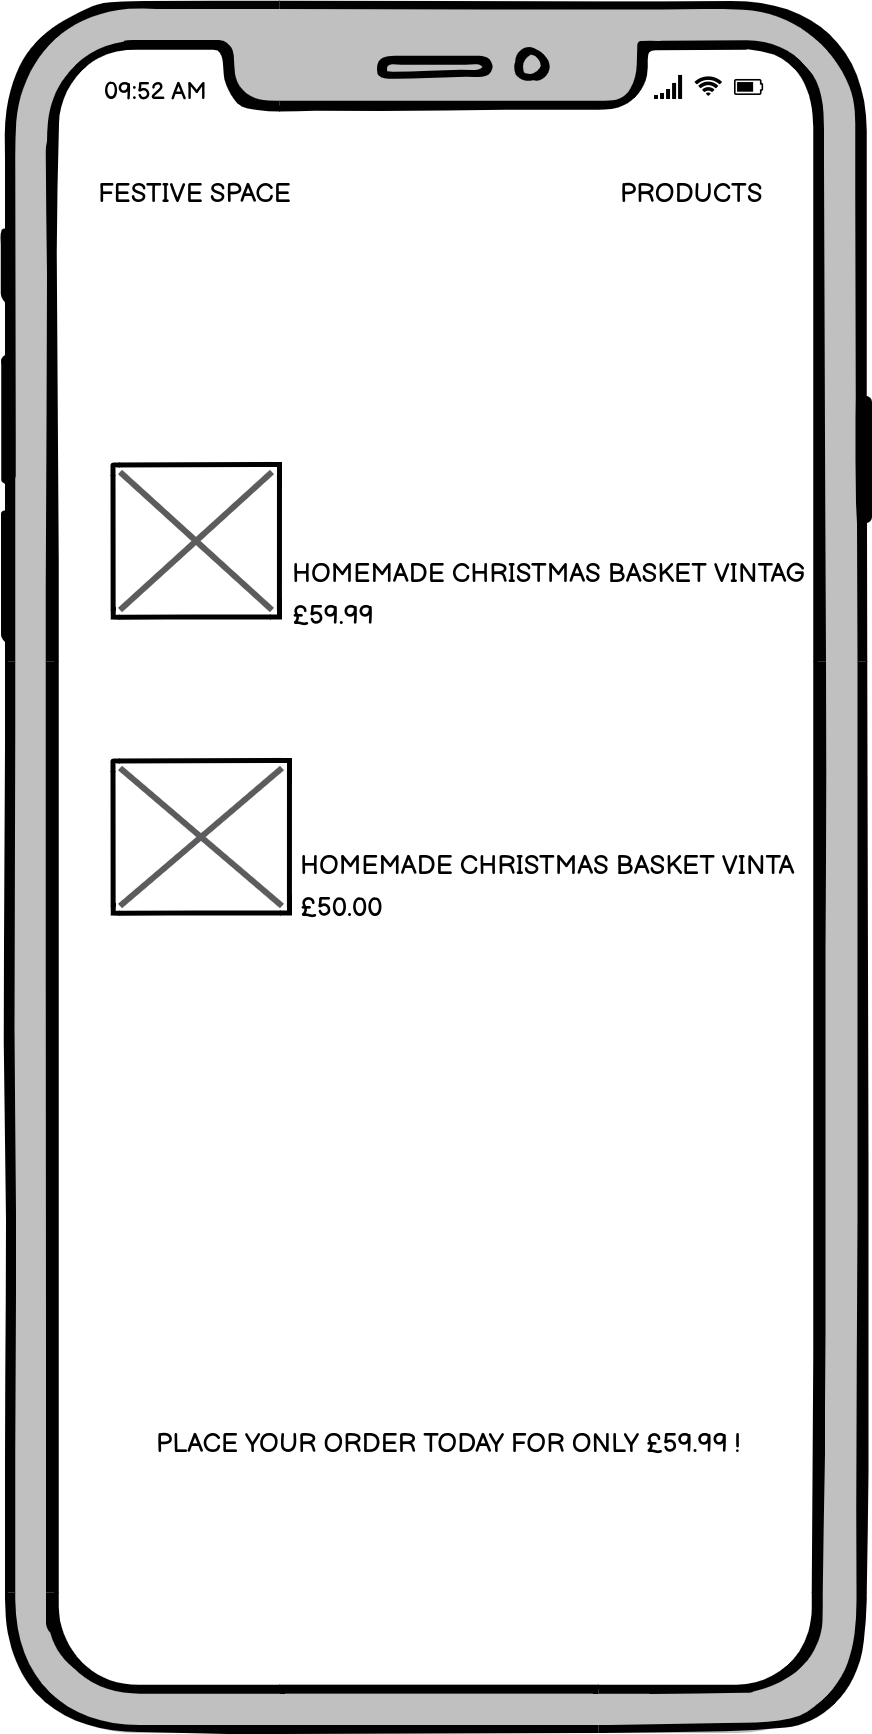 09:52 AM
FESTIVE SPACE
PRODUCTS
HOMEMADE CHRISTMAS BASKET VINTAG
£59.99
HOMEMADE CHRISTMAS BASKET VINTA
£50.00
PLACE YOUR ORDER TODAY FOR ONLY £59.99 !